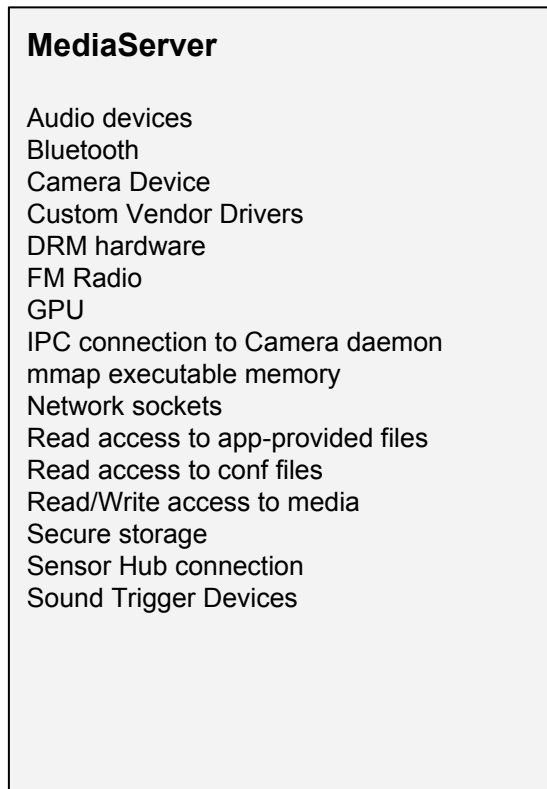 MediaServer
Audio devices
Bluetooth
Camera Device
Custom Vendor Drivers
DRM hardware
FM Radio
GPU
IPC connection to Camera daemon
mmap executable memory
Network sockets
Read access to app-provided files
Read access to conf files
Read/Write access to media
Secure storage
Sensor Hub connection
Sound Trigger Devices